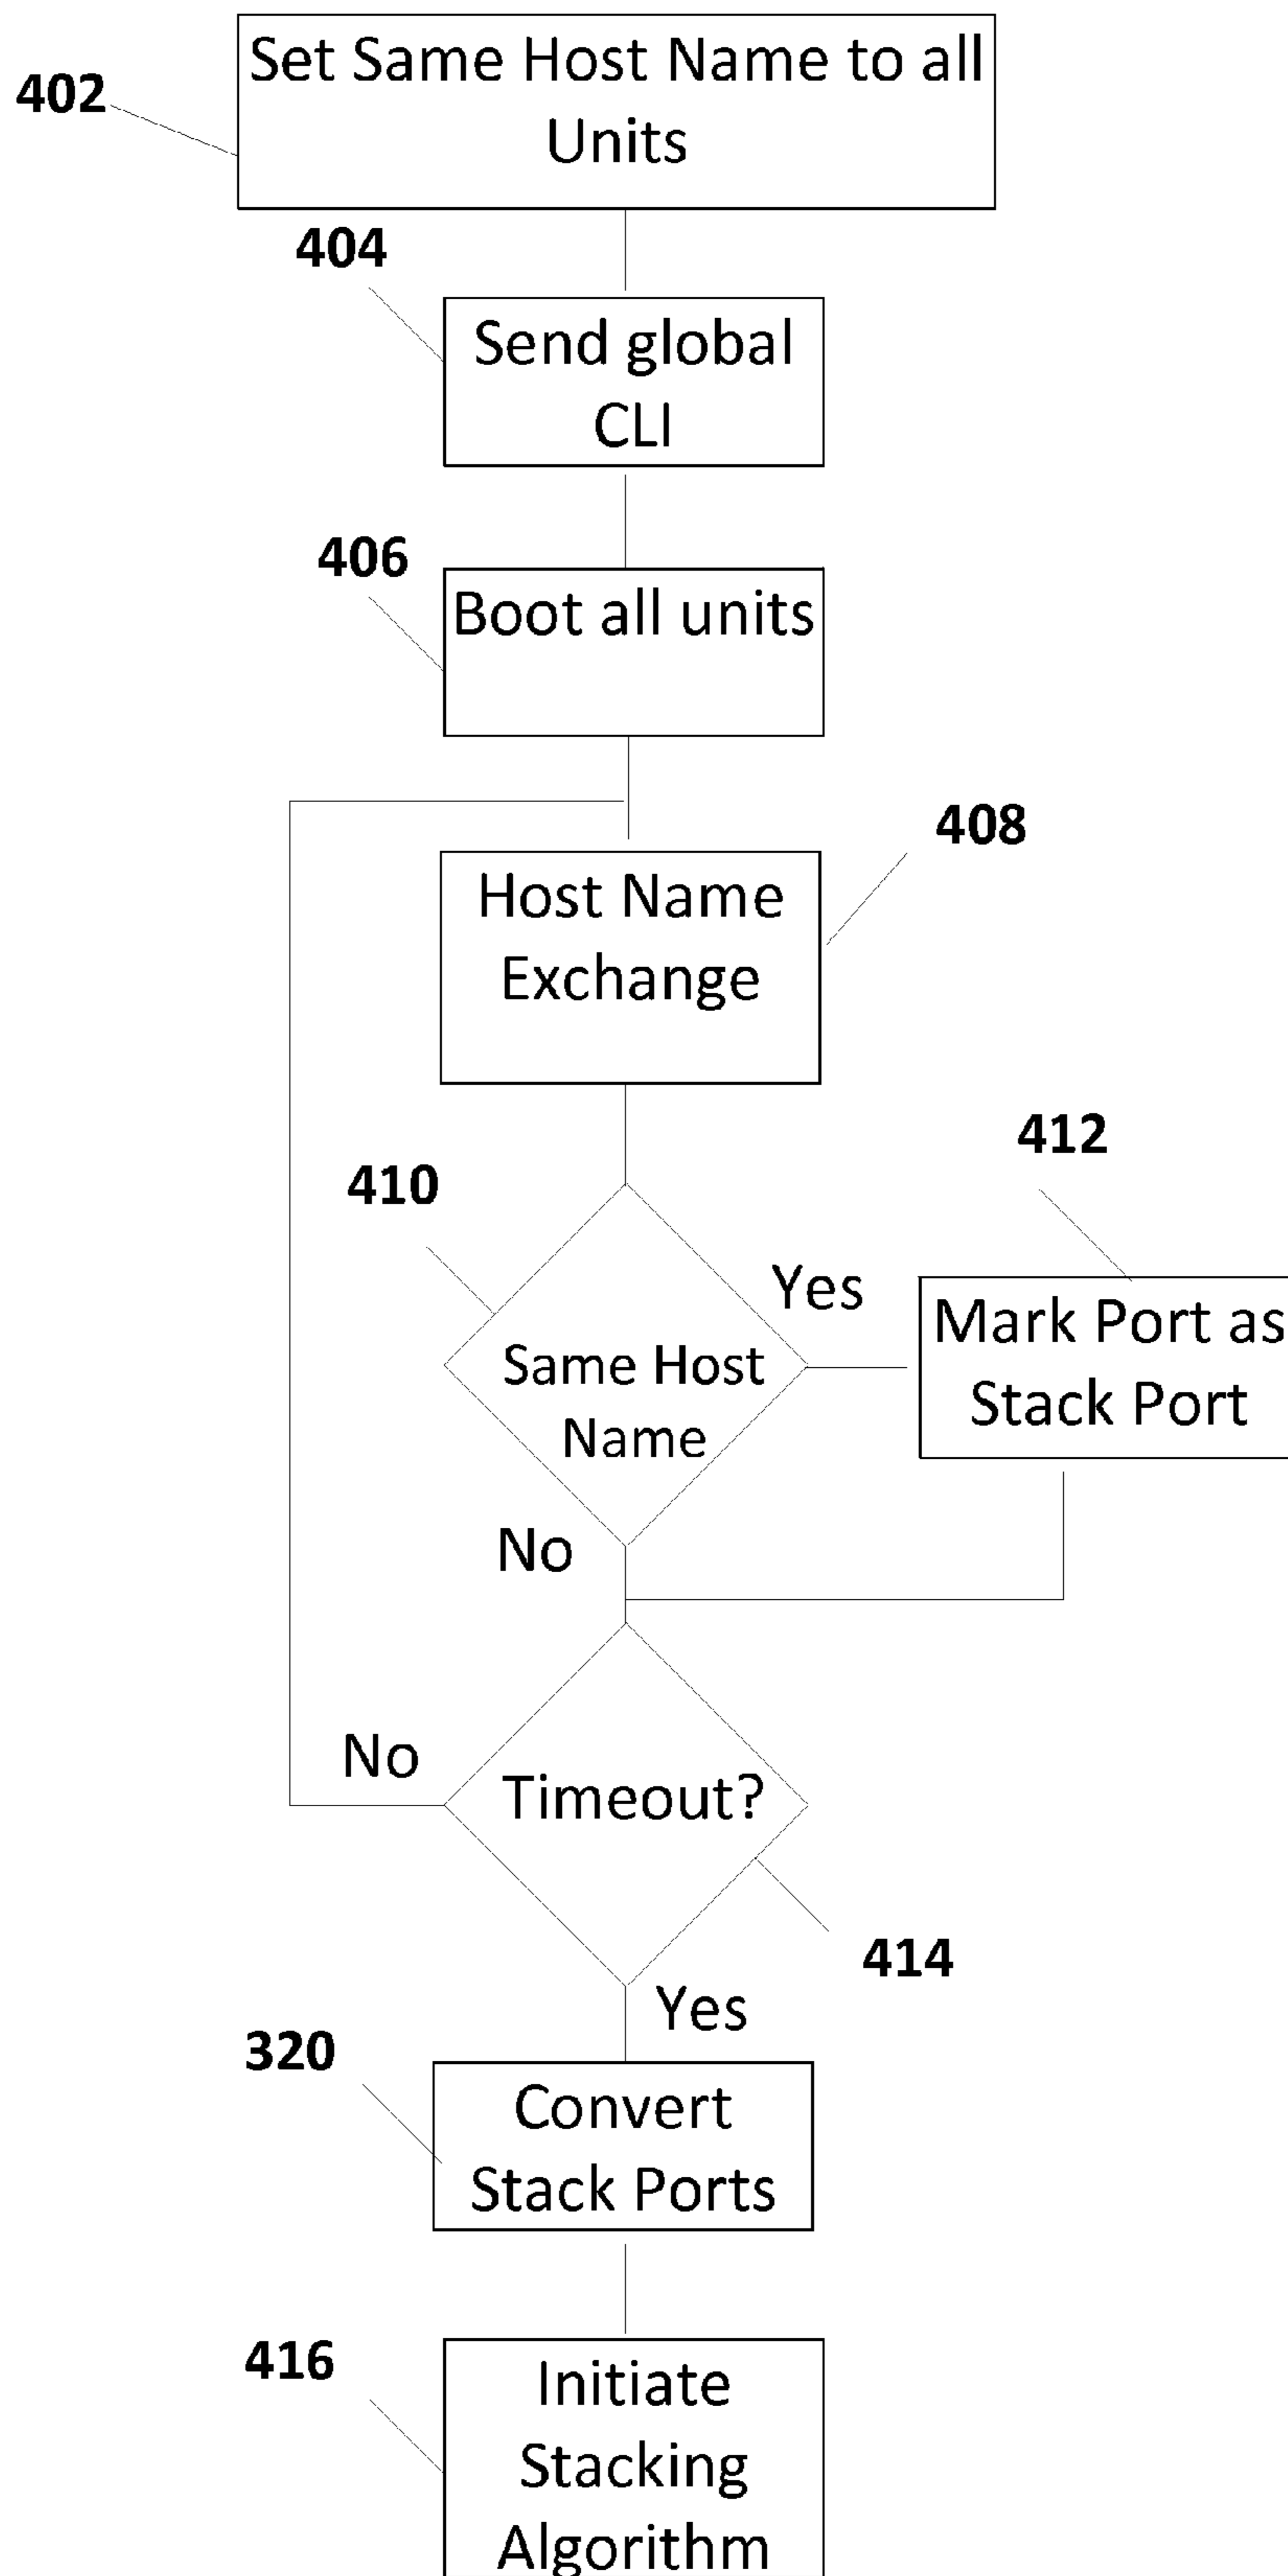 402
Set Same Host Name to all
Units
404
Send global
CLI
406
Boot all units
408
Host Name
Exchange
410
412
Same Host
Name
Yes
Mark Port as
Stack Port
No
No
Timeout?
414
Yes
320
Convert
Stack Ports
416
Initiate
Stacking
Algorithm